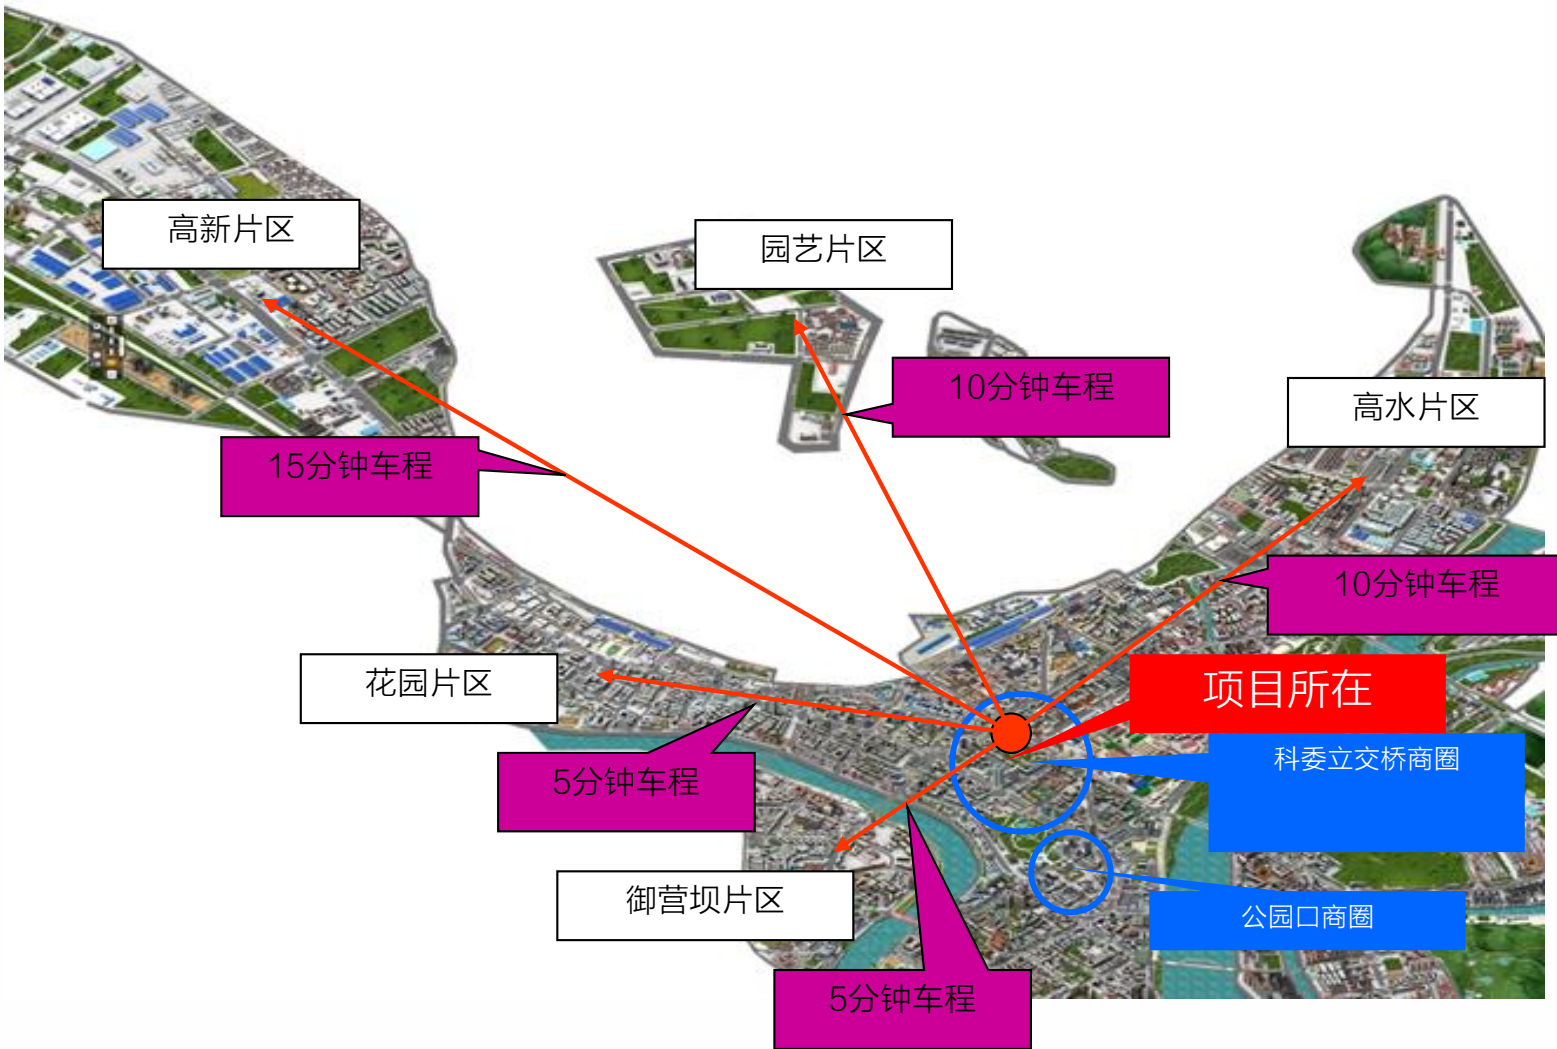 高新片区
园艺片区
10分钟车程
高水片区
15分钟车程
10分钟车程
花园片区
项目所在
5分钟车程
科委立交桥商圈
御营坝片区
公园口商圈
5分钟车程